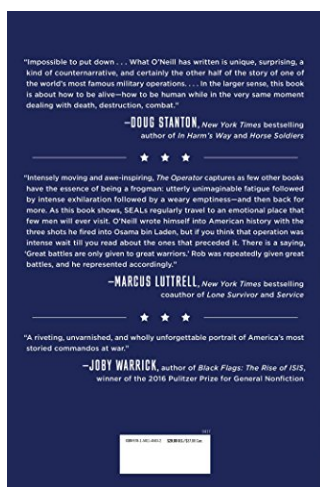 “Impossible to put down . . . What O’Neill has written is unique, surprising, a
kind of counternarrative, and certainly the other half of the story of one of
the world’s most famous military operations. . . . In the larger sense, this book
is about how to be alive—how to be human while in the very same moment
dealing with death, destruction, combat.”
—DOUG STANTON, New York Times bestselling
author of In Harm’s Way and Horse Soldiers
“Intensely moving and awe-inspiring, The Operator captures as few other books
have the essence of being a frogman: utterly unimaginable fatigue followed
by intense exhilaration followed by a weary emptiness—and then back for
more. As this book shows, SEALs regularly travel to an emotional place that
few men will ever visit. O’Neill wrote himself into American history with the
three shots he fired into Osama bin Laden, but if you think that operation was
intense wait till you read about the ones that preceded it. There is a saying,
‘Great battles are only given to great warriors.’ Rob was repeatedly given great
battles, and he represented accordingly.”
—MARCUS LUTTRELL, New York Times bestselling
coauthor of Lone Survivor and Service
“A riveting, unvarnished, and wholly unforgettable portrait of America’s most
storied commandos at war.”
—JOBY WARRICK, author of Black Flags: The Rise of ISIS,
winner of the 2016 Pulitzer Prize for General Nonfiction